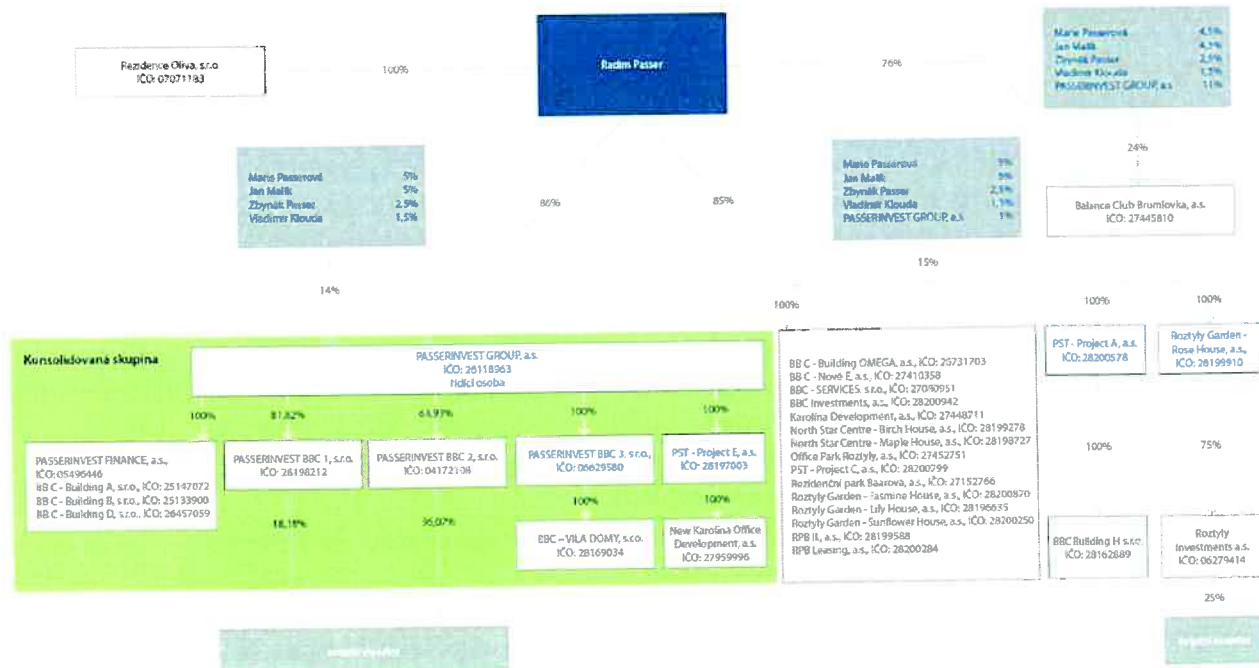 Rezidence Oliva, s.r.o.
IČO: 07071183
100%
Radim Passer
76%
Marie Passerová 4,5%
Jan Malík 4,5%
Zbyněk Passer 2,5%
Vladimír Klouda 1,5%
PASSERINVEST GROUP, a.s. 11%
24%
Marie Passerová 5%
Jan Malík 5%
Zbyněk Passer 2,5%
Vladimír Klouda 1,5%
86%
85%
Marie Passerová 5%
Jan Malík 5%
Zbyněk Passer 2,5%
Vladimír Klouda 1,5%
PASSERINVEST GROUP, a.s. 1%
Balance Club Brumlovka, a.s.
IČO: 27445810
14%
15%
100%
100%
100%
Konsolidovaná skupina
PASSERINVEST GROUP, a.s.
IČO: 26118963
řídící osoba
100%
81,82%
100%
100%
PASSERINVEST FINANCE, a.s.,
IČO: 05496446
BB C - Building A, s.r.o., IČO: 25147072
BB C - Building B, s.r.o., IČO: 25133900
BB C - Building D, s.r.o., IČO: 26457059
PASSERINVEST BBC 1, s.r.o.
IČO: 26198212
PASSERINVEST BBC 2, s.r.o.
IČO: 04172108
PASSERINVEST BBC 3, s.r.o.,
IČO: 06629580
PST - Project E, a.s.
IČO: 28197003
18,18%
36,07%
100%
100%
BBC – VILA DOMY, s.r.o.
IČO: 28169034
New Karolina Office
Development, a.s.
IČO: 27959996
BB C - Building OMEGA, a.s., IČO: 26731703
BB C - Nové E, a.s., IČO: 27410358
BB C - SERVICES, s.r.o., IČO: 27080951
BBC Investments, a.s., IČO: 28200942
Karolina Development, a.s., IČO: 27448711
North Star Centre - Birch House, a.s., IČO: 28199278
North Star Centre - Maple House, a.s., IČO: 28198727
Office Park Roztyly, a.s., IČO: 27452751
PST - Project C, a.s., IČO: 28200799
Rezidenční park Baarova, a.s., IČO: 27152766
Roztyly Garden - Jasmine House, a.s., IČO: 28200870
Roztyly Garden - Lily House, a.s., IČO: 28196635
Roztyly Garden - Sunflower House, a.s., IČO: 28200250
RPB II, a.s., IČO: 28199588
RPB Leasing, a.s., IČO: 28200284
PST - Project A, a.s.
IČO: 28200578
Roztyly Garden -
Rose House, a.s.,
IČO: 28199910
100%
75%
BBC Building H s.r.o.
IČO: 28162889
Roztyly
Investments a.s.
IČO: 06279414
25%